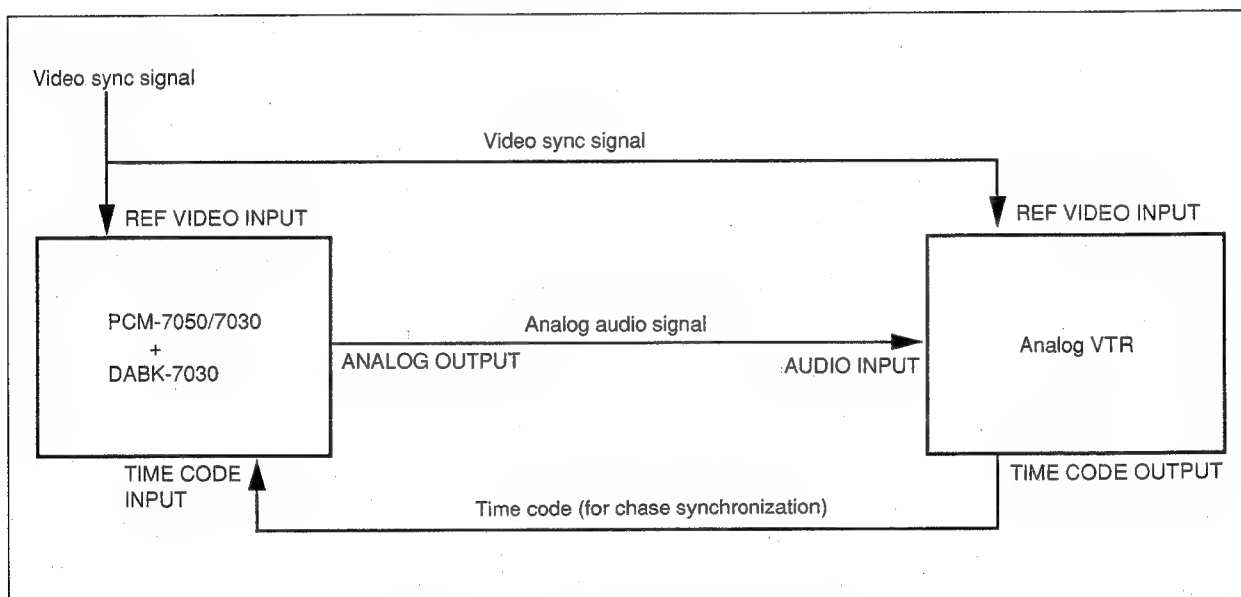 Video sync signal
Video sync signal
REF VIDEO INPUT
REF VIDEO INPUT
PCM-7050/7030
+
DABK-7030
Analog audio signal
ANALOG OUTPUT
AUDIO INPUT
Analog VTR
TIME CODE
INPUT
TIME CODE OUTPUT
Time code (for chase synchronization)